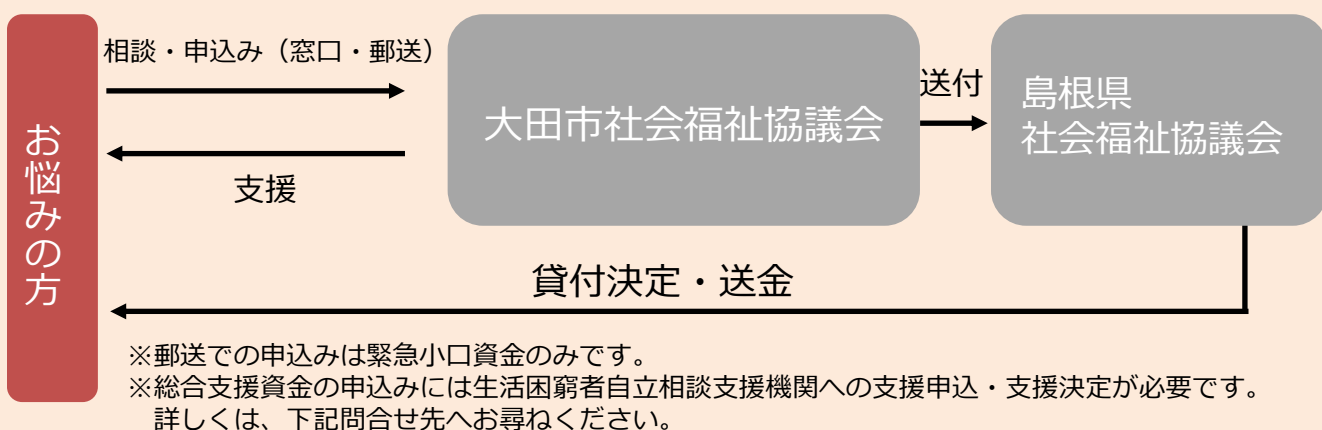 お悩みの方
相談・申込み（窓口・郵送）
支援
大田市社会福祉協議会
送付
島根県
社会福祉協議会
貸付決定・送金
※郵送での申込みは緊急小口資金のみです。
※総合支援資金の申込みには生活困窮者自立相談支援機関への支援申込・支援決定が必要です。
詳しくは、下記問合せ先へお尋ねください。